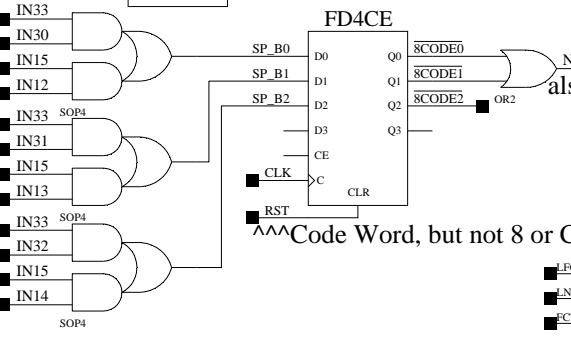 FD4CE
IN33
IN30
IN15
IN12
SOP4
IN33
IN31
IN15
IN13
SOP4
IN33
IN32
IN15
IN14
SOP4
SP_B0
SP_B1
SP_B2
D0
D1
D2
D3
CE
C
CLR
Q0
Q1
Q2
Q3
CLK
RST
8CODE0
8CODE1
8CODE2
OR2
^^^Code Word, but not 8 or